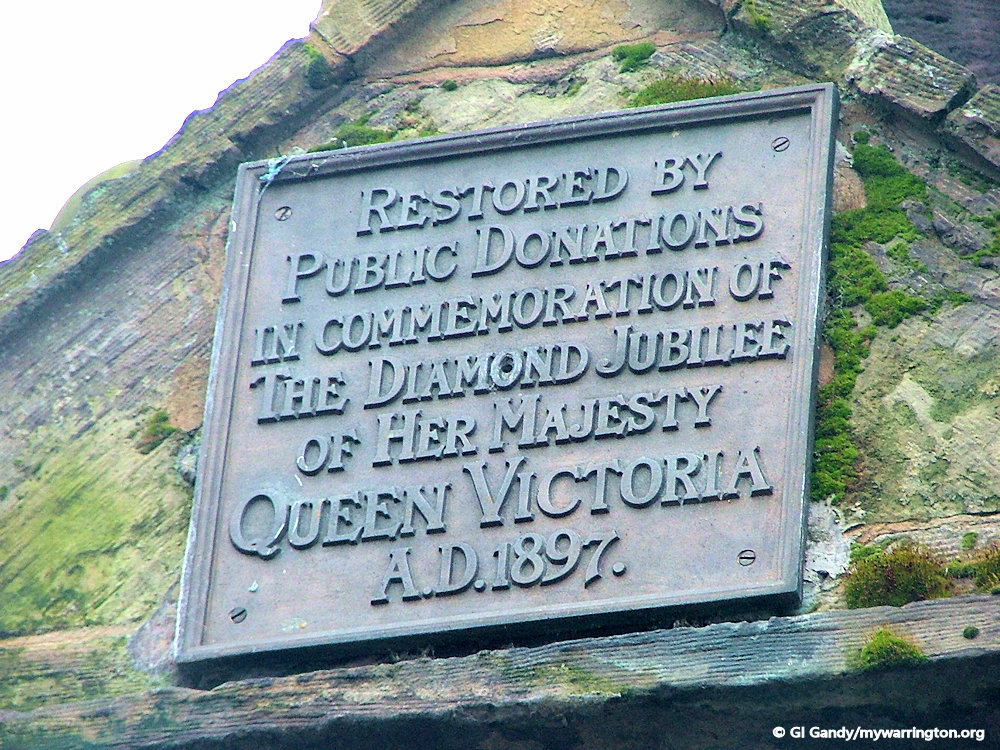 RESTORED BY
PUBLIC DONATIONS
IN COMMEMORATION OF
THE DIAMOND JUBILEE
OF HER MAJESTY
QUEEN VICTORIA
A.D. 1897.
© GI Gandy/mywarrington.org